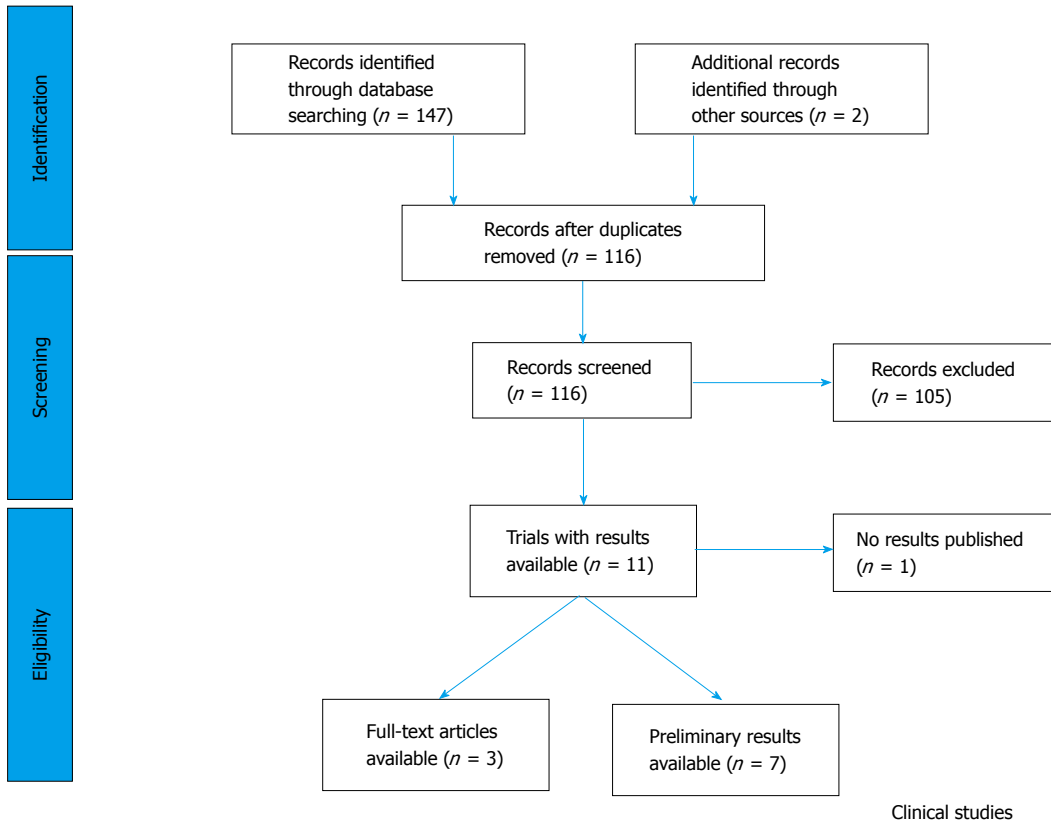 Identification
Records identified
through database
searching (n = 147)
Additional records
identified through
other sources (n = 2)
Records after duplicates
removed (n = 116)
Screening
Records screened
(n = 116)
Records excluded
(n = 105)
Eligibility
Trials with results
available (n = 11)
No results published
(n = 1)
Full-text articles
available (n = 3)
Preliminary results
available (n = 7)
Clinical studies